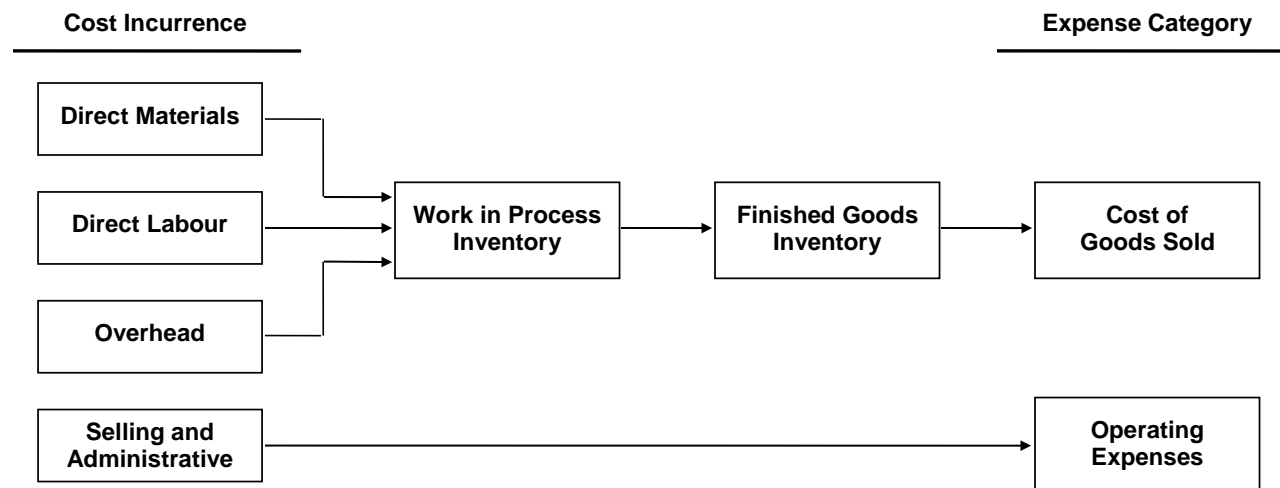 Cost Incurrence
Expense Category
Direct Materials
Direct Labour
Work in Process
Inventory
Finished Goods
Inventory
Cost of
Goods Sold
Overhead
Selling and
Administrative
Operating
Expenses